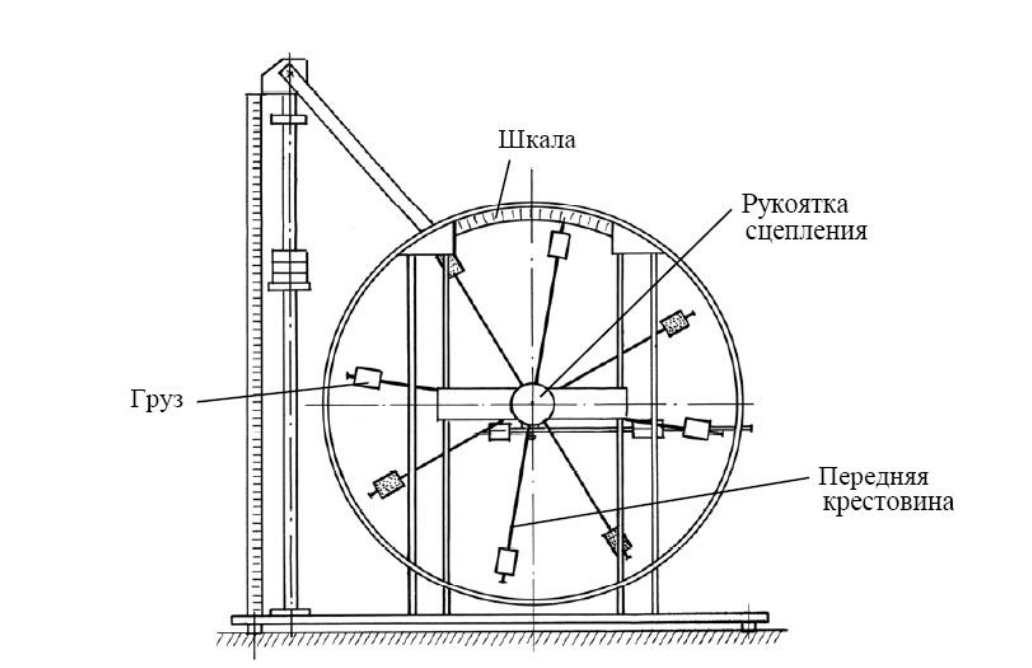 Шкала
Рукоятка
сцепления
Груз
Передняя
крестовина